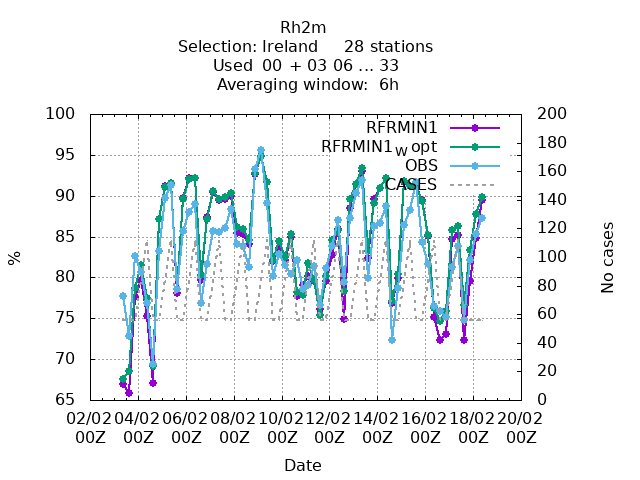 Rh2m
Selection: Ireland 28 stations
Used 00 + 03 06 ... 33
Averaging window: 6h
RFRMIN1
RFRMIN1w opt
OBS
CASES
100
95
90
85
80
75
70
65
%
200
180
160
140
120
100
80
60
40
20
0
No cases
02/02 04/02 06/02 08/02 10/02 12/02 14/02 16/02 18/02 20/02
00Z 00Z 00Z 00Z 00Z 00Z 00Z 00Z 00Z 00Z
Date